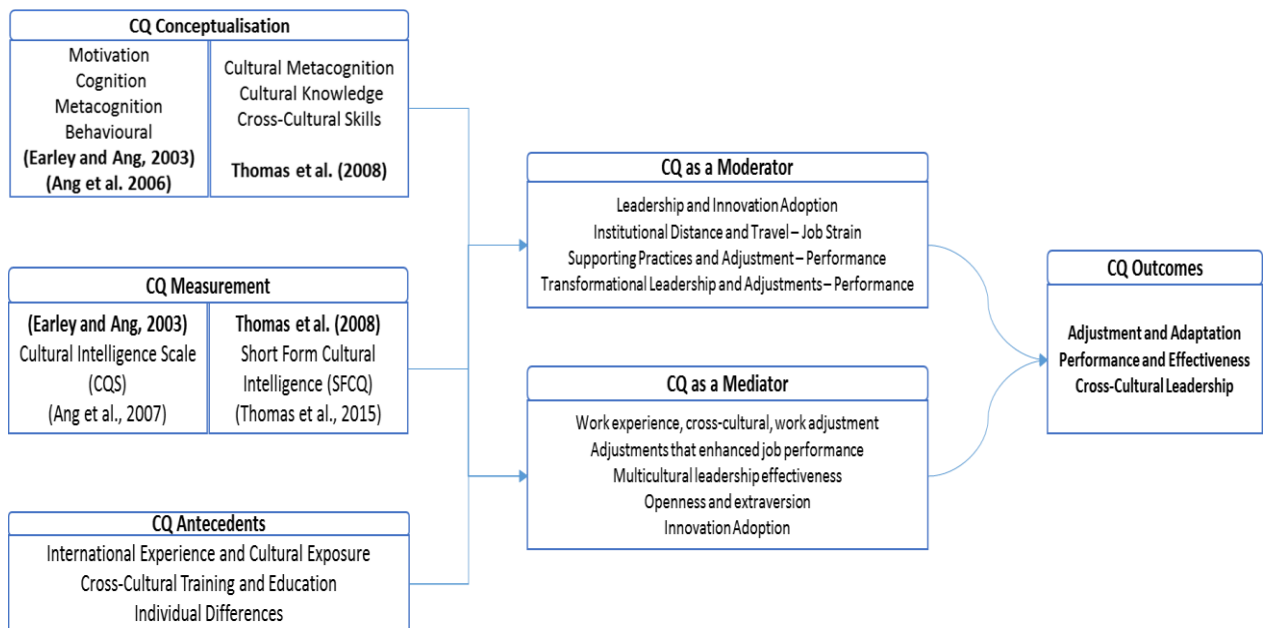 CQ Conceptualisation
Motivation
Cognition
Metacognition
Behavioural
(Earley and Ang, 2003)
(Ang et al. 2006)
Cultural Metacognition
Cultural Knowledge
Cross-Cultural Skills
Thomas et al. (2008)
CQ Measurement
(Earley and Ang, 2003)
Cultural Intelligence Scale
(CQS)
(Ang et al., 2007)
Thomas et al. (2008)
Short Form Cultural
Intelligence (SFCQ)
(Thomas et al., 2015)
CQ Antecedents
International Experience and Cultural Exposure
Cross-Cultural Training and Education
Individual Differences
CQ as a Moderator
Leadership and Innovation Adoption
Institutional Distance and Travel – Job Strain
Supporting Practices and Adjustment – Performance
Transformational Leadership and Adjustments – Performance
CQ as a Mediator
Work experience, cross-cultural, work adjustment
Adjustments that enhanced job performance
Multicultural leadership effectiveness
Openness and extraversion
Innovation Adoption
CQ Outcomes
Adjustment and Adaptation
Performance and Effectiveness
Cross-Cultural Leadership